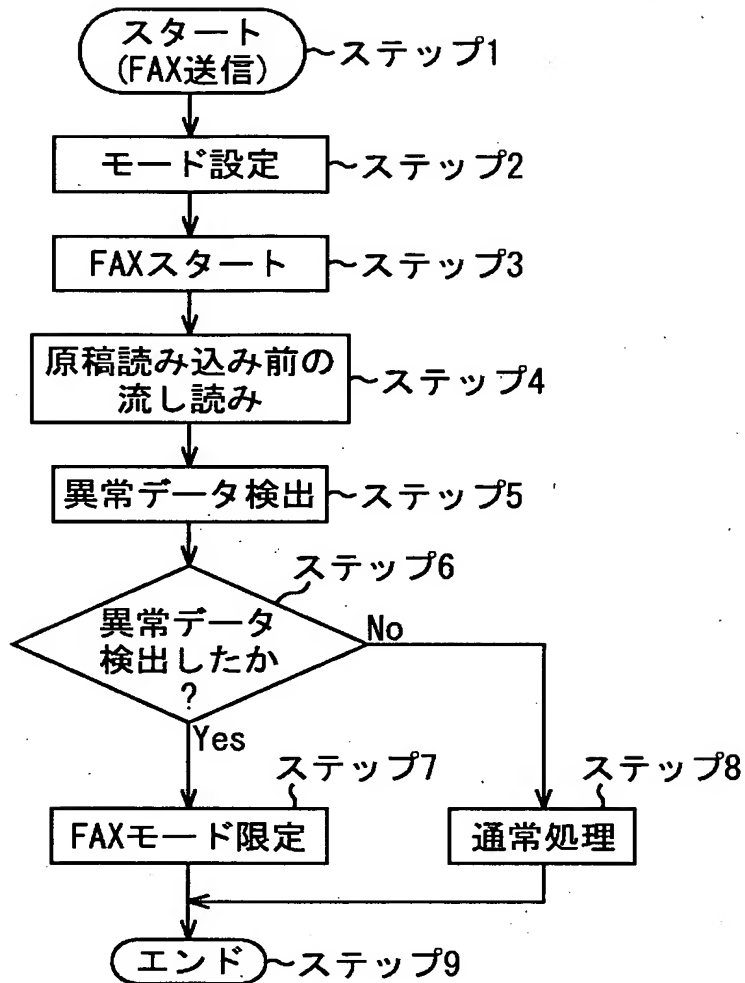 スタート
(FAX送信)
ステップ1
モード設定
ステップ2
FAXスタート
ステップ3
原稿読み込み前の
流し読み
ステップ4
異常データ検出
ステップ5
ステップ6
異常データ
検出したか
?
No
Yes
ステップ7
ステップ8
FAXモード限定
通常処理
エンド
ステップ9